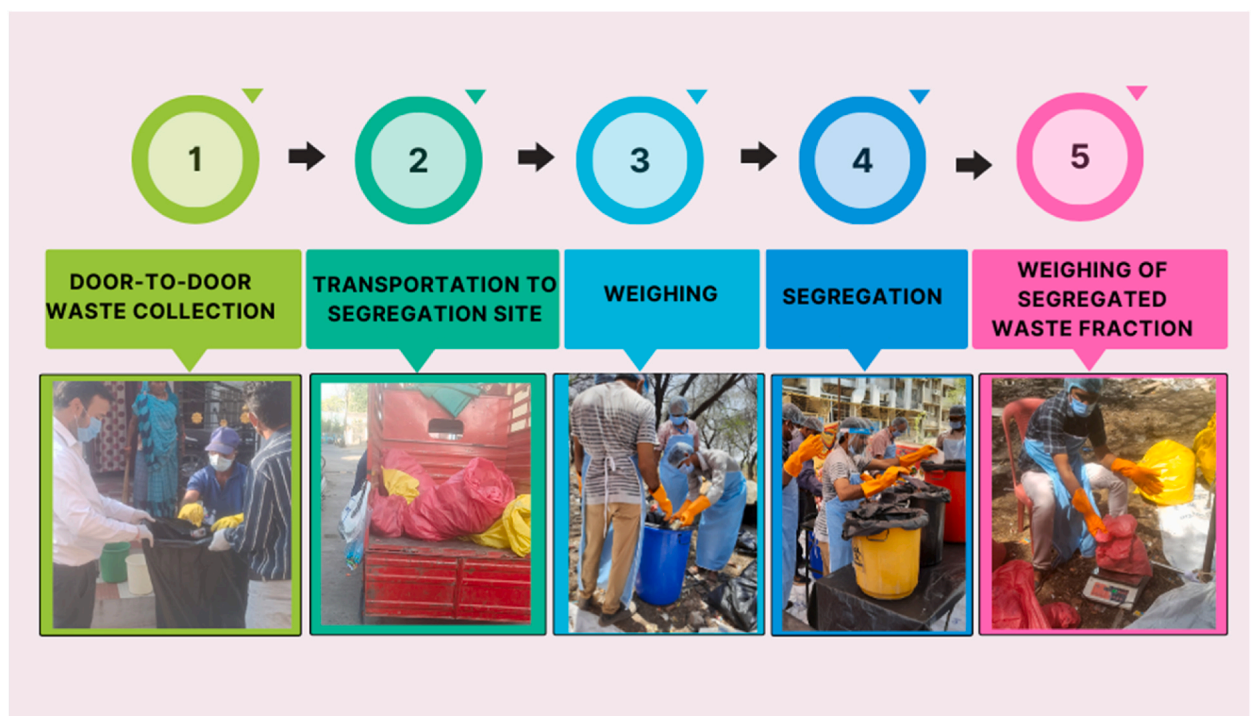 1
2
3
4
5
DOOR-TO-DOOR
WASTE COLLECTION
TRANSPORTATION TO
SEGREGATION SITE
WEIGHING
SEGREGATION
WEIGHING OF
SEGREGATED
WASTE FRACTION